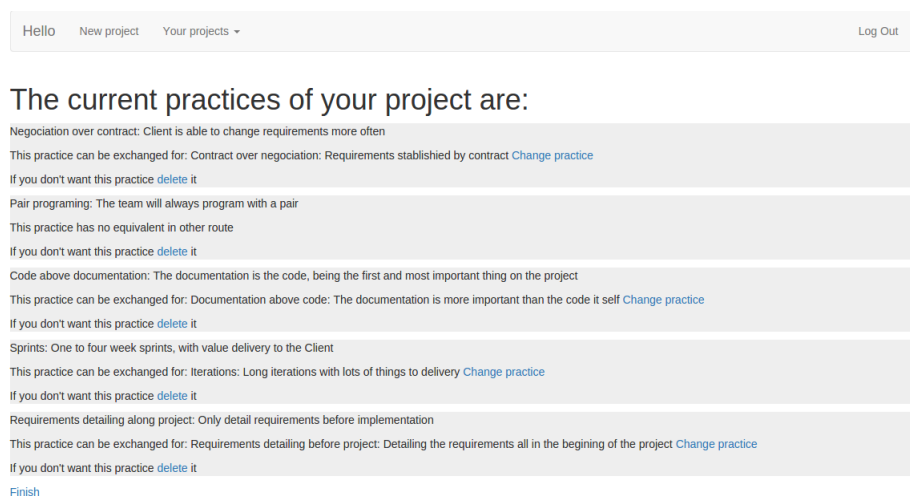 Hello New project Your projects Log Out
The current practices of your project are:
Negociation over contract: Client is able to change requirements more often
This practice can be exchanged for: Contract over negociation: Requirements stablishied by contract Change practice
If you don't want this practice delete it
Pair programing: The team will always program with a pair
This practice has no equivalent in other route
If you don't want this practice delete it
Code above documentation: The documentation is the code, being the first and most important thing on the project
This practice can be exchanged for: Documentation above code: The documentation is more important than the code it self Change practice
If you don't want this practice delete it
Sprints: One to four week sprints, with value delivery to the Client
This practice can be exchanged for: Iterations: Long iterations with lots of things to delivery Change practice
If you don't want this practice delete it
Requirements detailing along project: Only detail requirements before implementation
This practice can be exchanged for: Requirements detailing before project: Detailing the requirements all in the begining of the project Change practice
If you don't want this practice delete it
Finish